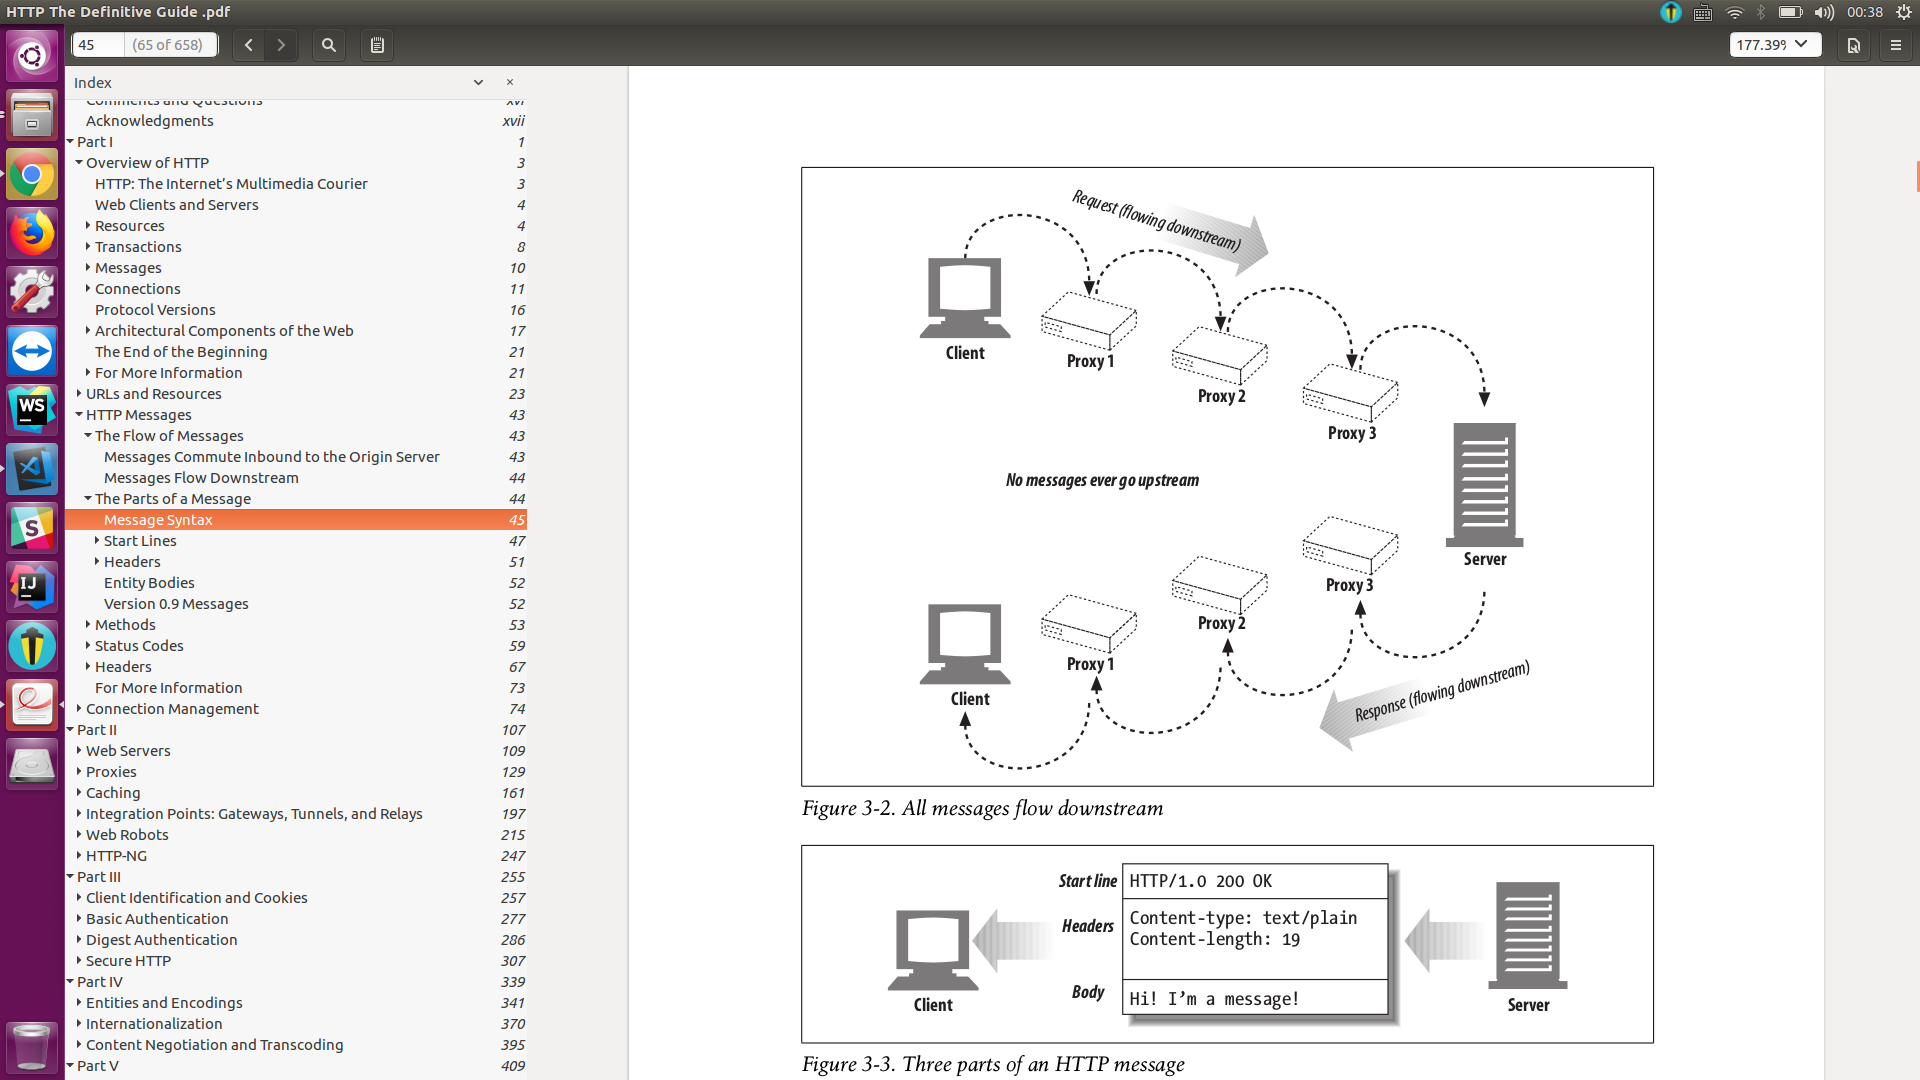 HTTP The Definitive Guide .pdf
00:38
45 (65 of 658)
177.39%
Index
Comments and Questions xvi
Acknowledgments xvii
Part I 1
Overview of HTTP 3
HTTP: The Internet’s Multimedia Courier 3
Web Clients and Servers 4
Resources 4
Transactions 8
Messages 10
Connections 11
Protocol Versions 16
Architectural Components of the Web 17
The End of the Beginning 21
For More Information 21
URLs and Resources 23
HTTP Messages 43
The Flow of Messages 43
Messages Commute Inbound to the Origin Server 43
Messages Flow Downstream 44
The Parts of a Message 44
Message Syntax 45
Start Lines 47
Headers 51
Entity Bodies 52
Version 0.9 Messages 52
Methods 53
Status Codes 59
Headers 67
For More Information 73
Connection Management 74
Part II 107
Web Servers 109
Proxies 129
Caching 161
Integration Points: Gateways, Tunnels, and Relays 197
Web Robots 215
HTTP-NG 247
Part III 255
Client Identification and Cookies 257
Basic Authentication 277
Digest Authentication 286
Secure HTTP 307
Part IV 339
Entities and Encodings 341
Internationalization 370
Content Negotiation and Transcoding 395
Part V 409
WS
S
IJ
Request (flowing downstream)
Client
Proxy 1
Proxy 2
Proxy 3
No messages ever go upstream
Server
Proxy 3
Proxy 2
Proxy 1
Client
Response (flowing downstream)
Figure 3-2. All messages flow downstream
Start line HTTP/1.0 200 OK
Headers Content-type: text/plain
Content-length: 19
Body Hi! I’m a message!
Client
Server
Figure 3-3. Three parts of an HTTP message